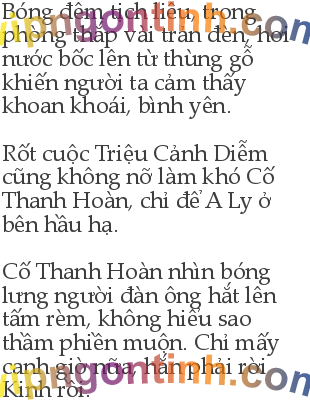 Bóng đêm tịch liêu, trong
phòng thắp vài trản đèn, hơi
nước bốc lên từ thùng gỗ
khiến người ta cảm thấy
khoan khoái, bình yên.
Rốt cuộc Triệu Cảnh Diễm
cũng không nỡ làm khó Cố
Thanh Hoàn, chỉ để A Ly ở
bên hầu hạ.
Cố Thanh Hoàn nhìn bóng
lưng người đàn ông hắt lên
tấm rèm, không hiểu sao
thầm phiền muộn. Chỉ mấy
canh giờ nữa, hắn phải rời
Kinh rồi.